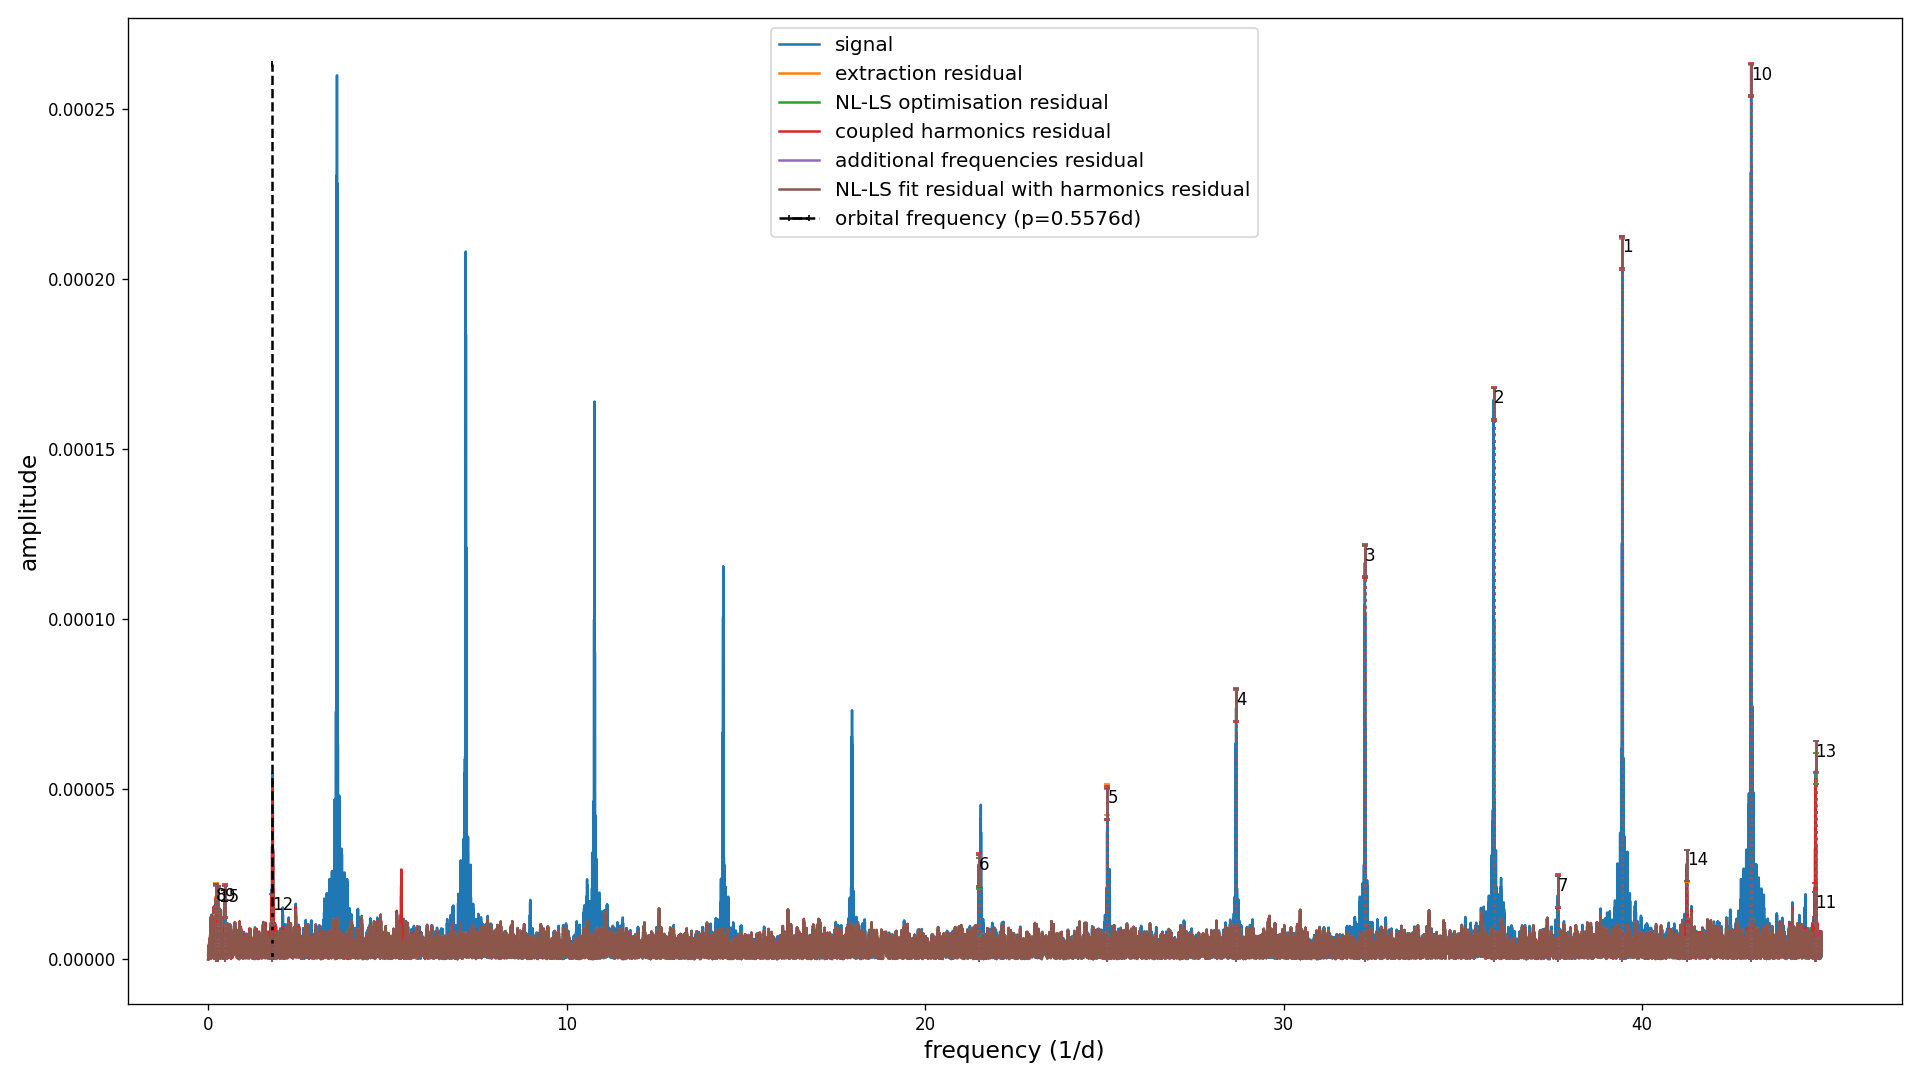 signal
extraction residual
NL-LS optimisation residual
coupled harmonics residual
additional frequencies residual
NL-LS fit residual with harmonics residual
orbital frequency (p=0.5576d)
amplitude
0.00025
0.00020
0.00015
0.00010
0.00005
0.00000
10
1
2
3
4
13
5
6
14
7
15
12
11
0
10
20
30
40
frequency (1/d)